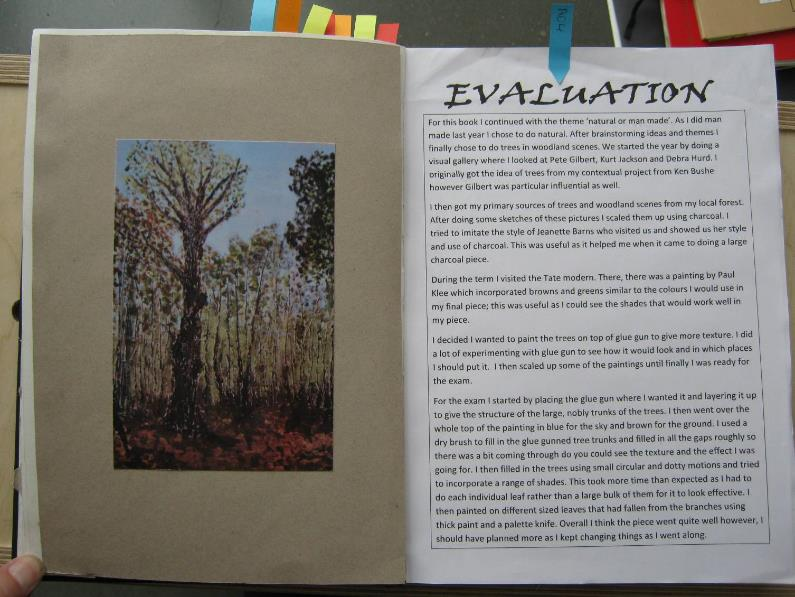 AC4
EVALUATION
For this book I continued with the theme 'natural or man made'. As I did man
made last year I chose to do natural. After brainstorming ideas and themes I
finally chose to do trees in woodland scenes. We started the year by doing a
visual gallery where I looked at Pete Gilbert, Kurt Jackson and Debra Hurd. I
originally got the idea of trees from my contextual project from Ken Bushe
however Gilbert was particular influential as well.
I then got my primary sources of trees and woodland scenes from my local forest.
After doing some sketches of these pictures I scaled them up using charcoal. I
tried to imitate the style of Jeanette Barns who visited us and showed us her style
and use of charcoal. This was useful as it helped me when it came to doing a large
charcoal piece.
During the term I visited the Tate modern. There, there was a painting by Paul
Klee which incorporated browns and greens similar to the colours I would use in
my final piece; this was useful as I could see the shades that would work well in
my piece.
I decided I wanted to paint the trees on top of glue gun to give more texture. I did
a lot of experimenting with glue gun to see how it would look and in which places
I should put it. I then scaled up some of the paintings until finally I was ready for
the exam.
For the exam I started by placing the glue gun where I wanted it and layering it up
to give the structure of the large, nobly trunks of the trees. I then went over the
whole top of the painting in blue for the sky and brown for the ground. I used a
dry brush to fill in the glue gunned tree trunks and filled in all the gaps roughly so
there was a bit coming through do you could see the texture and the effect I was
going for. I then filled in the trees using small circular and dotty motions and tried
to incorporate a range of shades. This took more time than expected as I had to
do each individual leaf rather than a large bulk of them for it to look effective. I
then painted on different sized leaves that had fallen from the branches using
thick paint and a palette knife. Overall I think the piece went quite well however, I
should have planned more as I kept changing things as I went along.